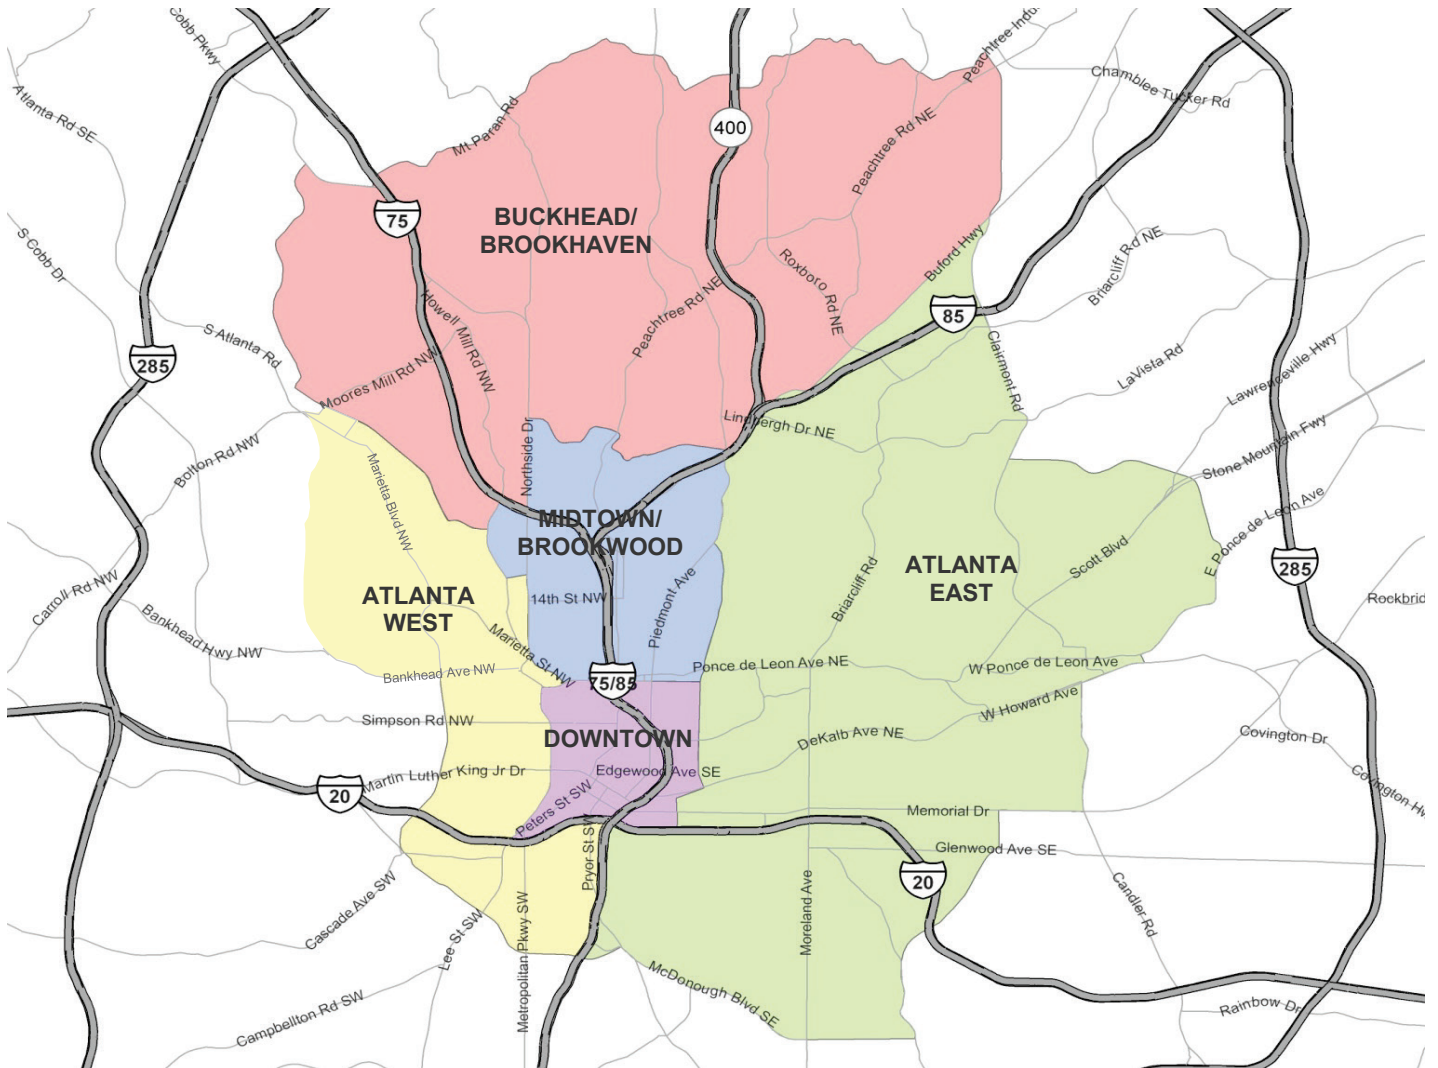 Cobb Pkwy
Peachtree Indu
Chamblee Tucker Rd
Atlanta Rd SE
Mt Paran Rd
400
Peachtree Rd NE
75
BUCKHEAD/
BROOKHAVEN
S Cobb Dr
Buford Hwy
Briarcliff Rd NE
Roxboro Rd NE
Howell Mill Rd NW
Peachtree Rd NE
85
S Atlanta Rd
285
Moores Mill Rd NW
Clairmont Rd
LaVista Rd
Lawrenceville Hwy
Lindbergh Dr NE
Bolton Rd NW
Northside Dr
Stone Mountain Fwy
Marietta Blvd NW
MIDTOWN/
BROOKWOOD
E Ponce de Leon Ave
Scott Blvd
ATLANTA
EAST
285
Carroll Rd NW
ATLANTA
WEST
14th St NW
Piedmont Ave
Briarcliff Rd
Rockbrid
Bankhead Hwy NW
Marietta St NW
Bankhead Ave NW
75/85
Ponce de Leon Ave NE
W Ponce de Leon Ave
W Howard Ave
Simpson Rd NW
DOWNTOWN
DeKalb Ave NE
Covington Dr
Martin Luther King Jr Dr
Edgewood Ave SE
Covington Hw
20
Peters St SW
Memorial Dr
Pryor St SW
Glenwood Ave SE
20
Cascade Ave SW
Lee St SW
Metropolitan Pkwy SW
Moreland Ave
Candler Rd
McDonough Blvd SE
Campbellton Rd SW
Rainbow Dr